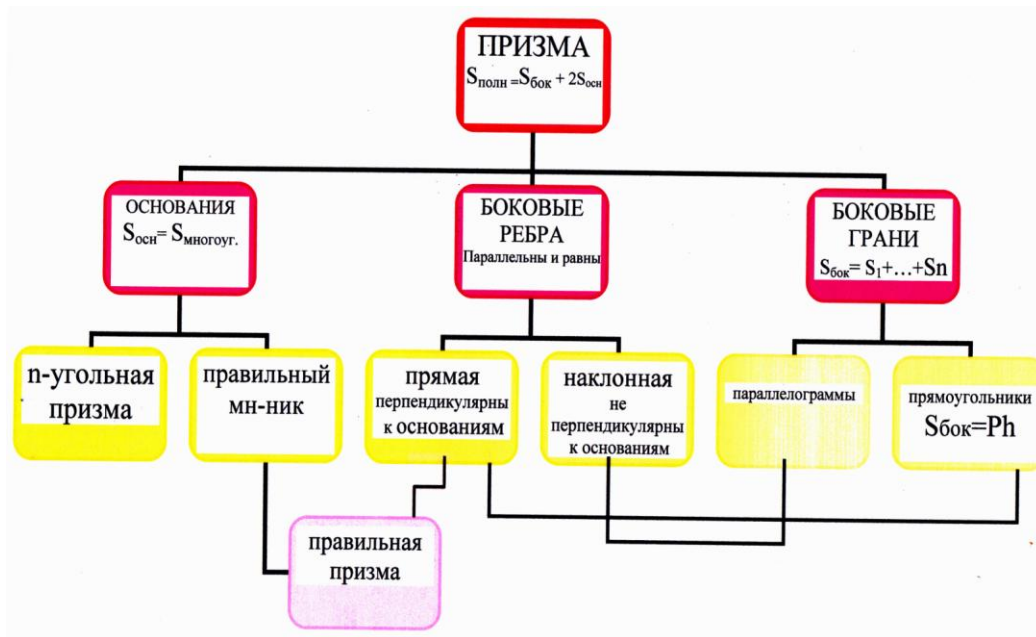 ПРИЗМА
Sполн =Sбок + 2Sосн
ОСНОВАНИЯ
Sосн= Sмногоуг.
БОКОВЫЕ
РЕБРА
Параллельны и равны
БОКОВЫЕ
ГРАНИ
Sбок= S1+…+Sn
n-угольная
призма
правильный
мн-ник
прямая
перпендикулярны
к основаниям
наклонная
не
перпендикулярны
к основаниям
параллелограммы
прямоугольники
Sбок=Ph
правильная
призма